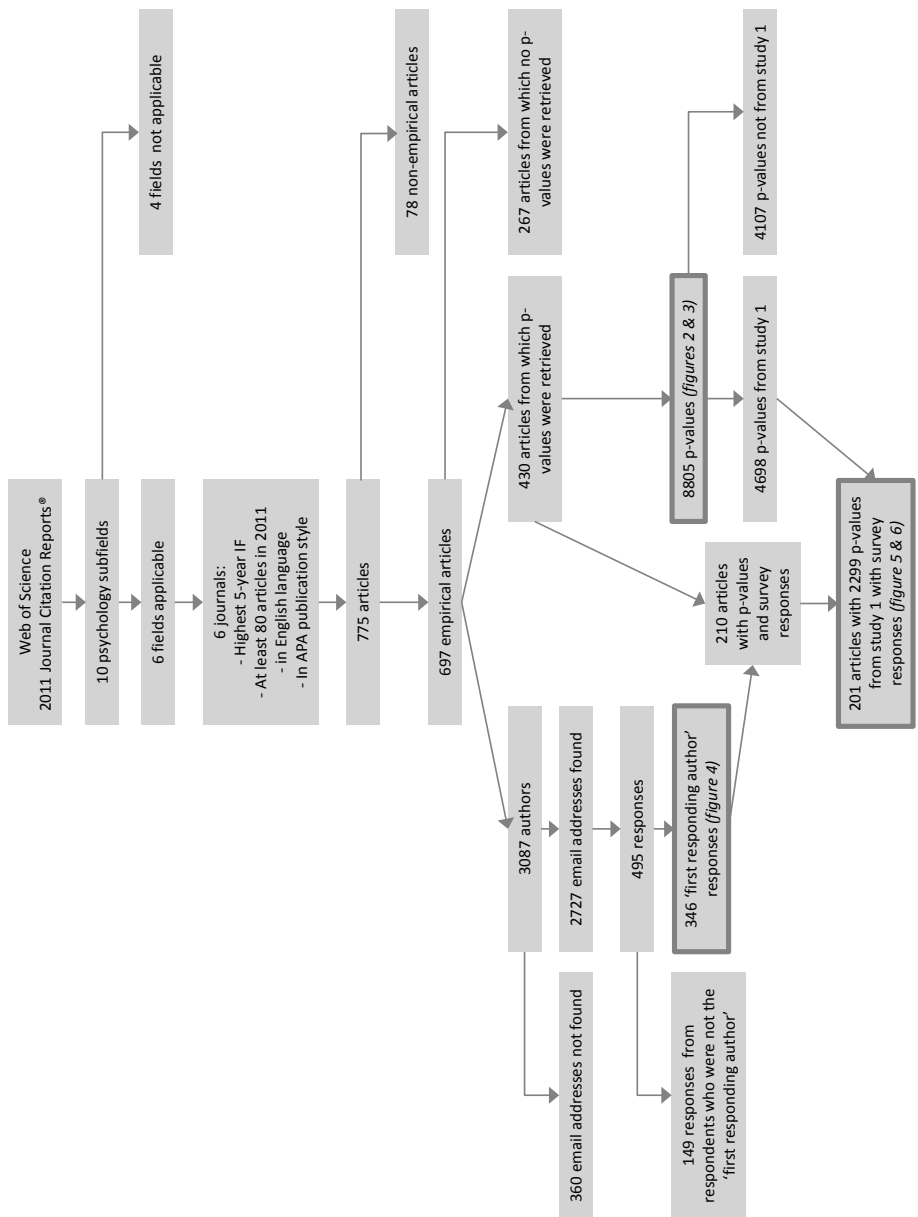 Web of Science
2011 Journal Citation Reports®
10 psychology subfields
4 fields not applicable
6 fields applicable
6 journals:
- Highest 5-year IF
- At least 80 articles in 2011
- in English language
- In APA publication style
775 articles
78 non-empirical articles
697 empirical articles
3087 authors
360 email addresses not found
2727 email addresses found
495 responses
149 responses from
respondents who were not the
‘first responding author’
346 ‘first responding author’
responses (figure 4)
430 articles from which p-
values were retrieved
267 articles from which no p-
values were retrieved
8805 p-values (figures 2 & 3)
4698 p-values from study 1
4107 p-values not from study 1
210 articles
with p-values
and survey
responses
201 articles with 2299 p-values
from study 1 with survey
responses (figure 5 & 6)